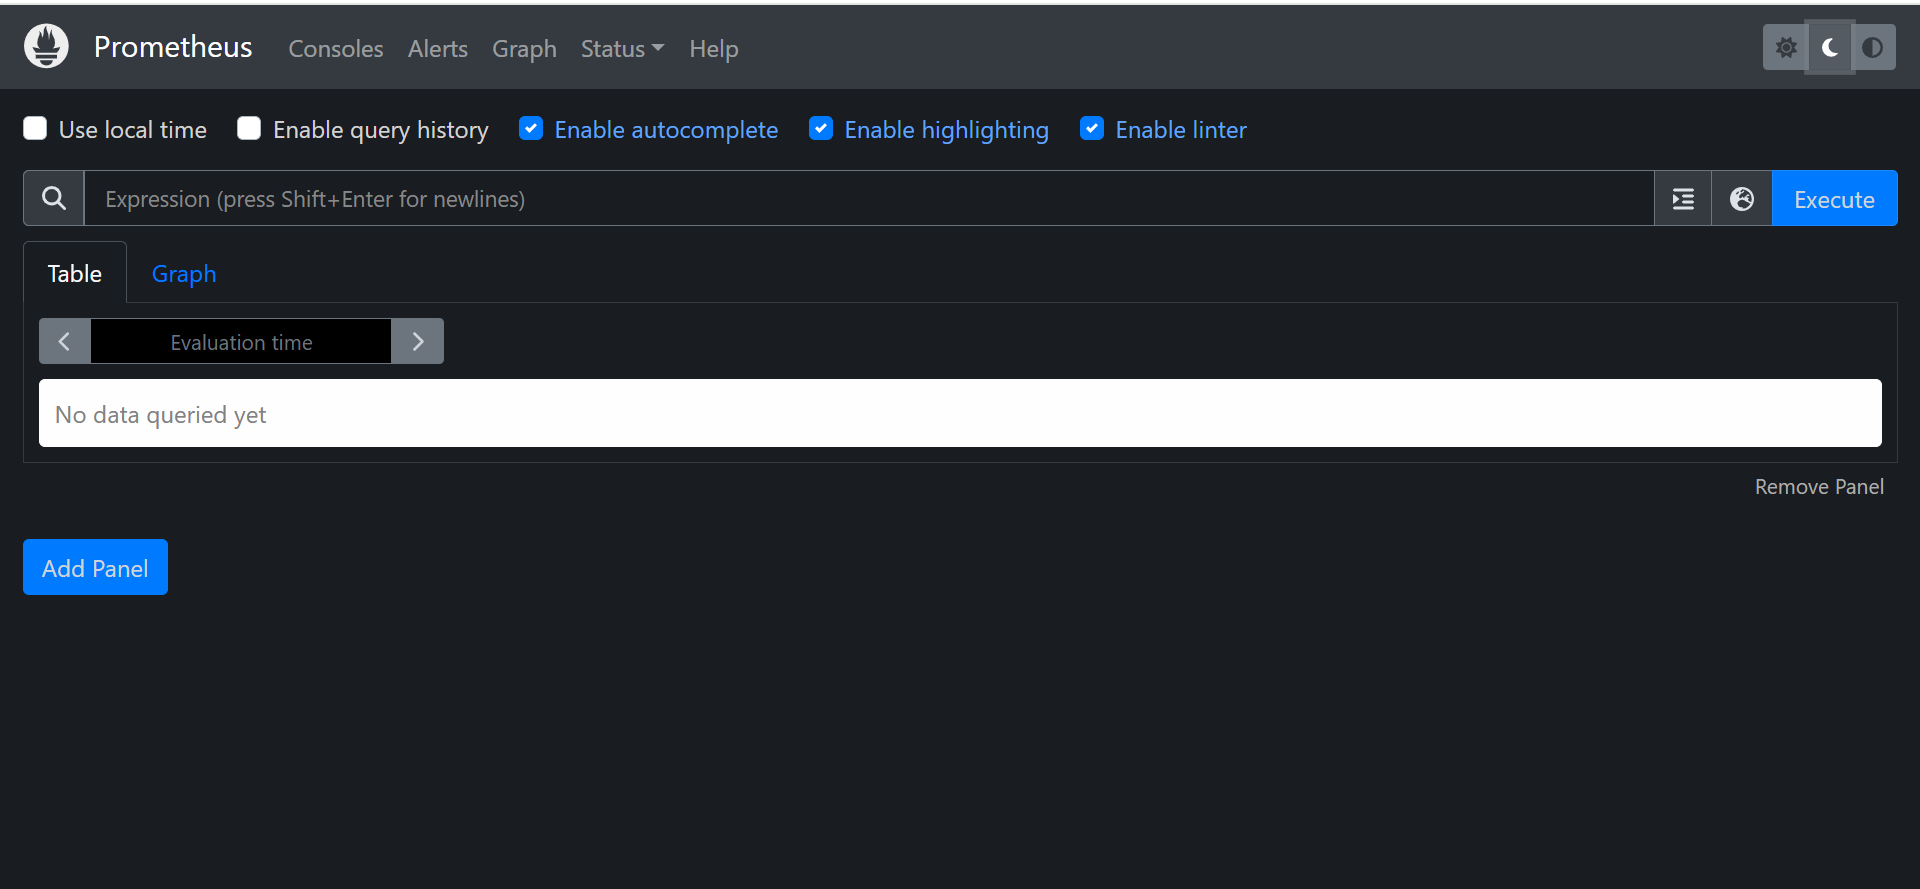 Prometheus Consoles Alerts Graph Status Help
Use local time Enable query history Enable autocomplete Enable highlighting Enable linter
Expression (press Shift+Enter for newlines) Execute
Table Graph
Evaluation time
No data queried yet
Remove Panel
Add Panel